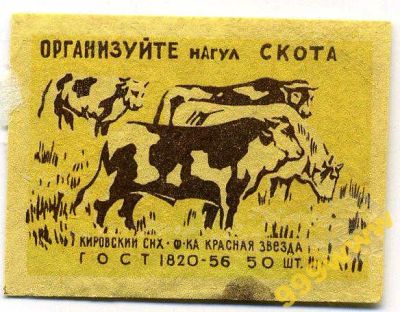 ОРГАНИЗУЙТЕ НАГУЛ СКОТА
КИРОВСКИЙ СНХ · Ф-КА КРАСНАЯ ЗВЕЗДА
ГОСТ 1820-56 50 ШТ.